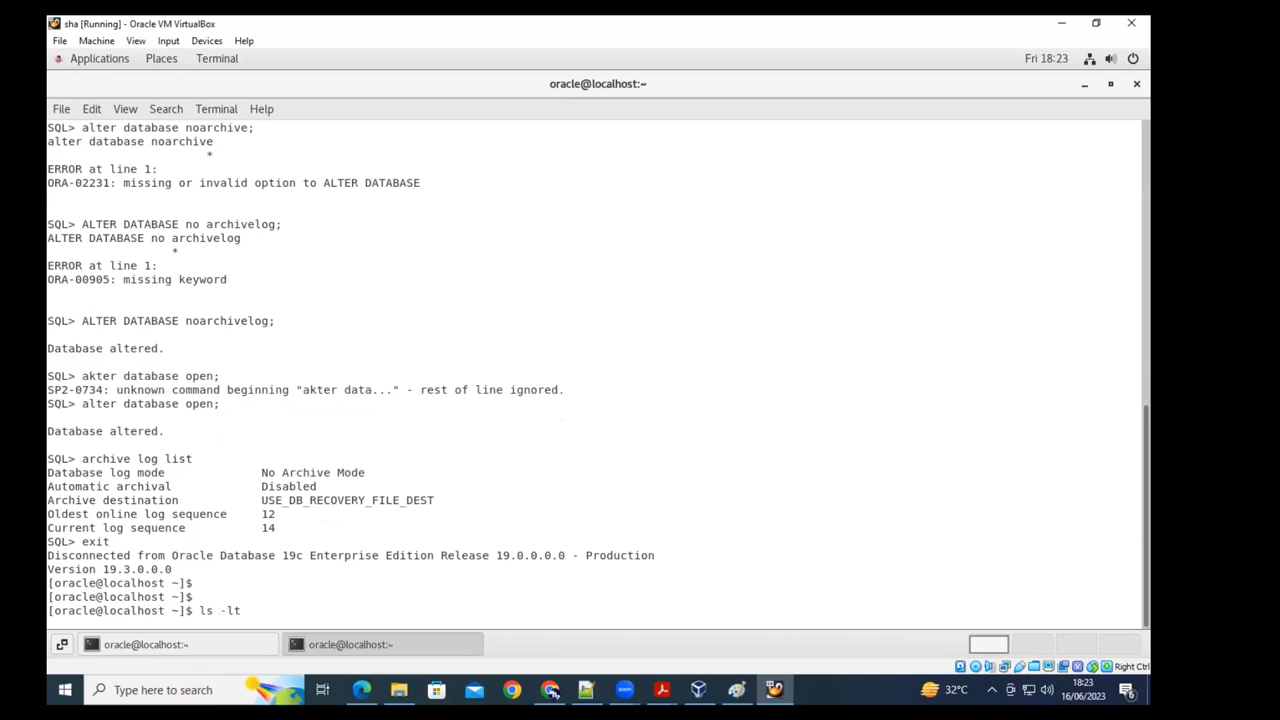 sha [Running] - Oracle VM VirtualBox
File Machine View Input Devices Help
Applications Places Terminal Fri 18:23
oracle@localhost:~
File Edit View Search Terminal Help
SQL> alter database noarchive;
alter database noarchive
*
ERROR at line 1:
ORA-02231: missing or invalid option to ALTER DATABASE
SQL> ALTER DATABASE no archivelog;
ALTER DATABASE no archivelog
*
ERROR at line 1:
ORA-00905: missing keyword
SQL> ALTER DATABASE noarchivelog;
Database altered.
SQL> akter database open;
SP2-0734: unknown command beginning "akter data..." - rest of line ignored.
SQL> alter database open;
Database altered.
SQL> archive log list
Database log mode No Archive Mode
Automatic archival Disabled
Archive destination USE_DB_RECOVERY_FILE_DEST
Oldest online log sequence 12
Current log sequence 14
SQL> exit
Disconnected from Oracle Database 19c Enterprise Edition Release 19.0.0.0.0 - Production
Version 19.3.0.0.0
[oracle@localhost ~]$
[oracle@localhost ~]$
[oracle@localhost ~]$ ls -lt
oracle@localhost:~ oracle@localhost:~
Right Ctrl
Type here to search 32°C 18:23
16/06/2023 6